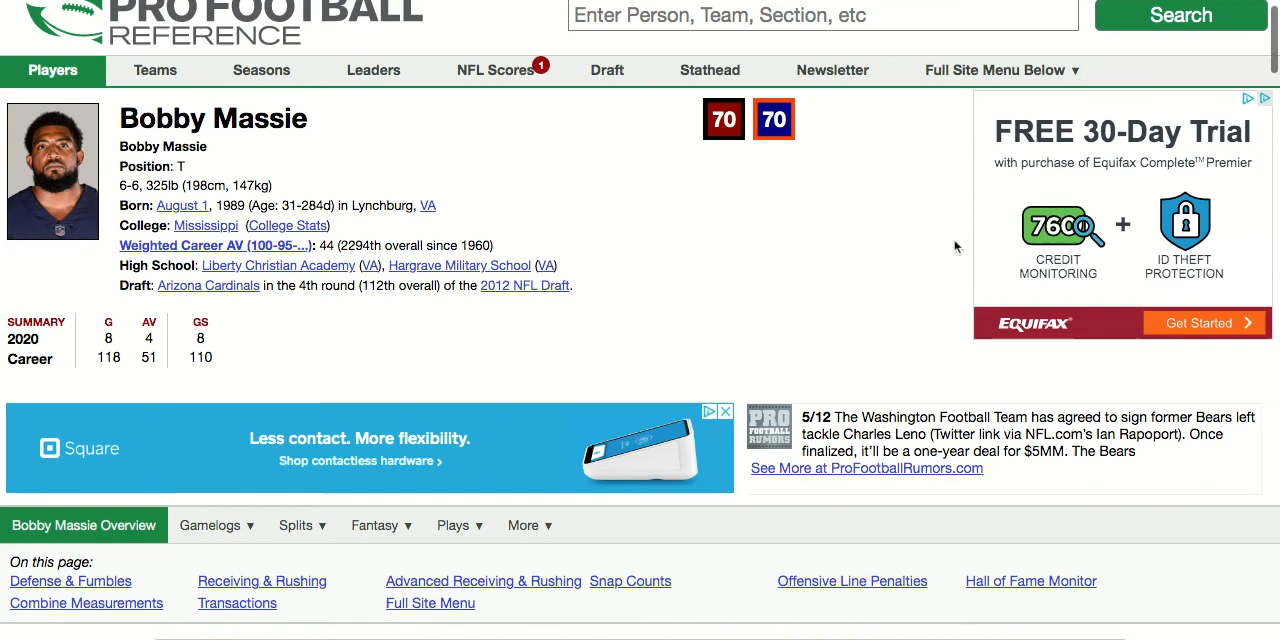 PRO FOOTBALL
REFERENCE
Enter Person, Team, Section, etc
Search
Players Teams Seasons Leaders NFL Scores 1 Draft Stathead Newsletter Full Site Menu Below ▼
Bobby Massie
70 70
Bobby Massie
Position: T
6-6, 325lb (198cm, 147kg)
Born: August 1, 1989 (Age: 31-284d) in Lynchburg, VA
College: Mississippi (College Stats)
Weighted Career AV (100-95-...): 44 (2294th overall since 1960)
High School: Liberty Christian Academy (VA), Hargrave Military School (VA)
Draft: Arizona Cardinals in the 4th round (112th overall) of the 2012 NFL Draft.
FREE 30-Day Trial
with purchase of Equifax Complete™ Premier
760
+
CREDIT
MONITORING
ID THEFT
PROTECTION
EQUIFAX®
Get Started
SUMMARY G AV GS
2020 8 4 8
Career 118 51 110
Square
Less contact. More flexibility.
Shop contactless hardware ›
PRO
FOOTBALL
RUMORS
5/12 The Washington Football Team has agreed to sign former Bears left
tackle Charles Leno (Twitter link via NFL.com's Ian Rapoport). Once
finalized, it'll be a one-year deal for $5MM. The Bears
See More at ProFootballRumors.com
Bobby Massie Overview Gamelogs ▼ Splits ▼ Fantasy ▼ Plays ▼ More ▼
On this page:
Defense & Fumbles Receiving & Rushing Advanced Receiving & Rushing Snap Counts Offensive Line Penalties Hall of Fame Monitor
Combine Measurements Transactions Full Site Menu